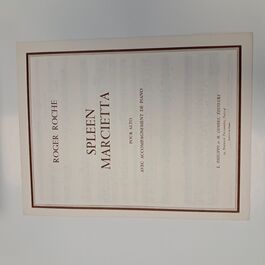 ROGER ROCHE
SPLEEN
MARCIETTA
POUR ALTO
AVEC ACCOMPAGNEMENT DE PIANO